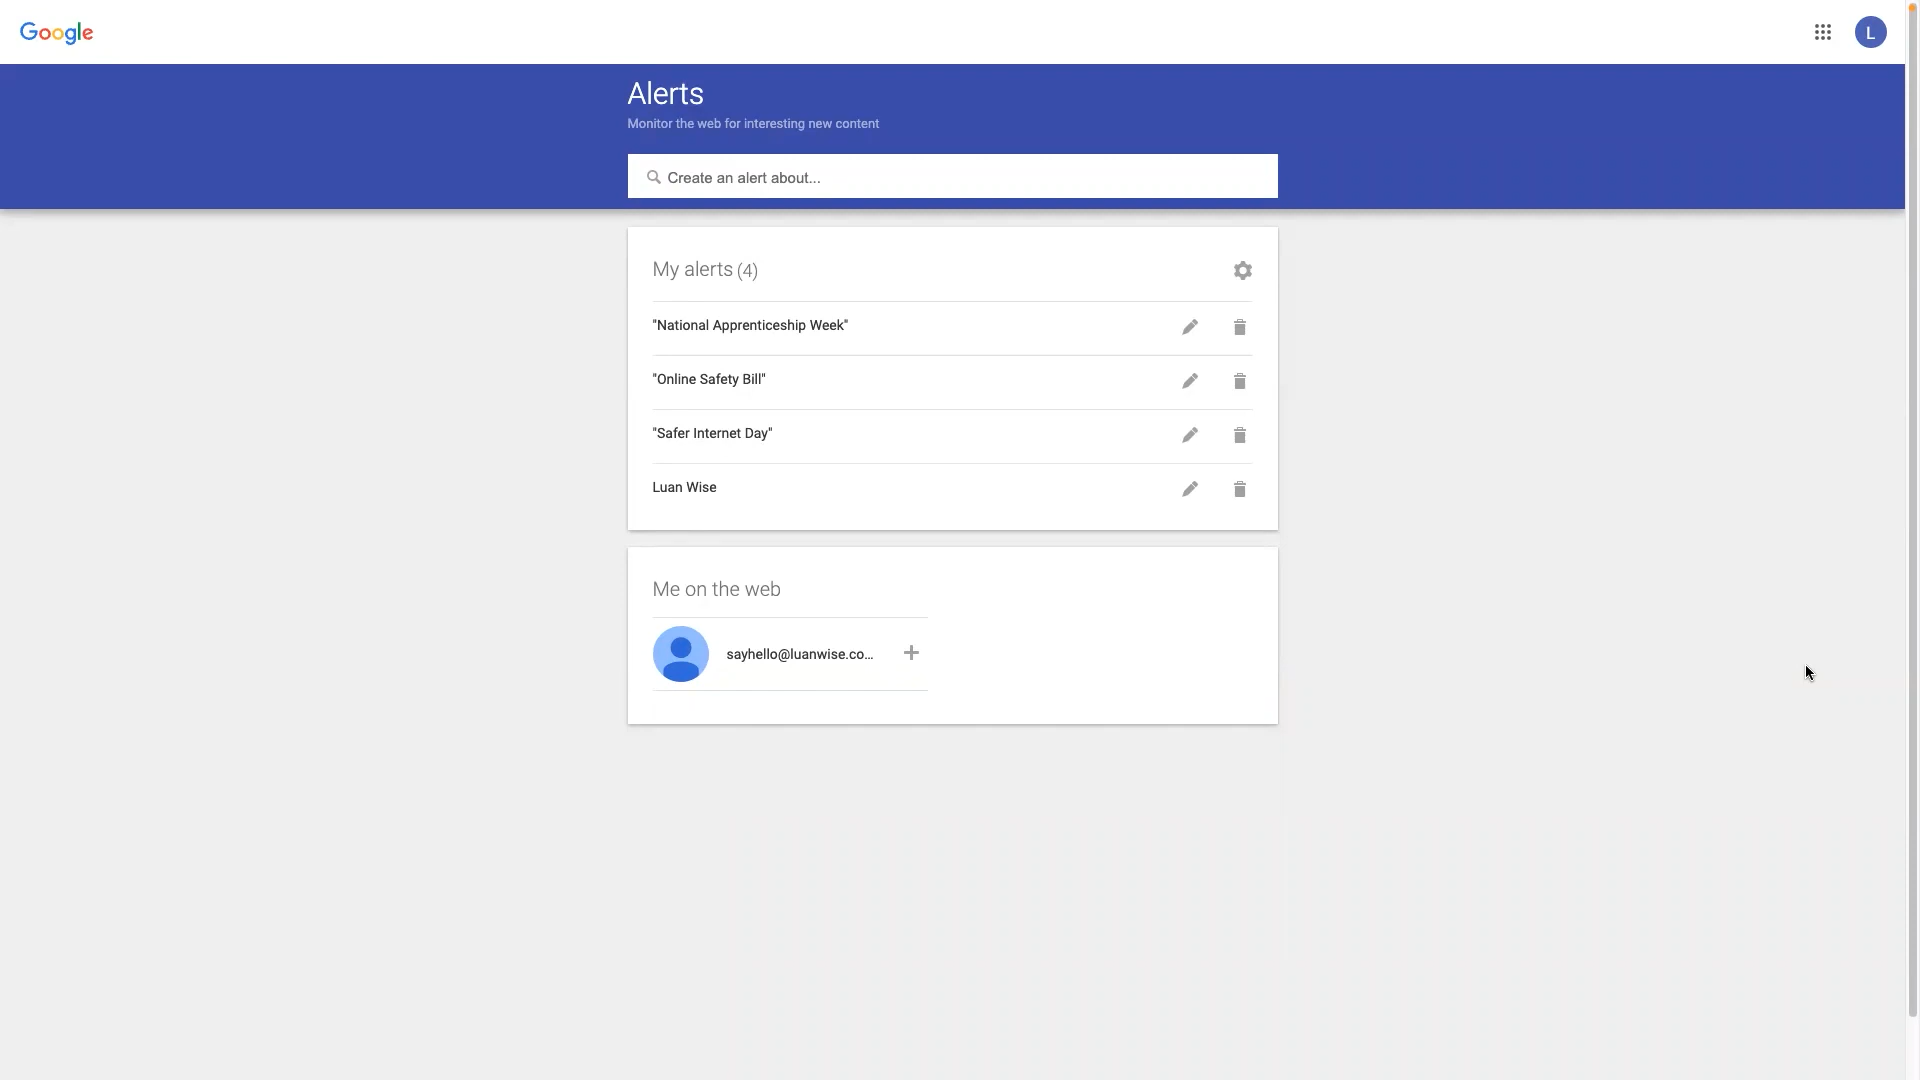 Google
L
Alerts
Monitor the web for interesting new content
Create an alert about...
My alerts (4)
"National Apprenticeship Week"
"Online Safety Bill"
"Safer Internet Day"
Luan Wise
Me on the web
sayhello@luanwise.co...